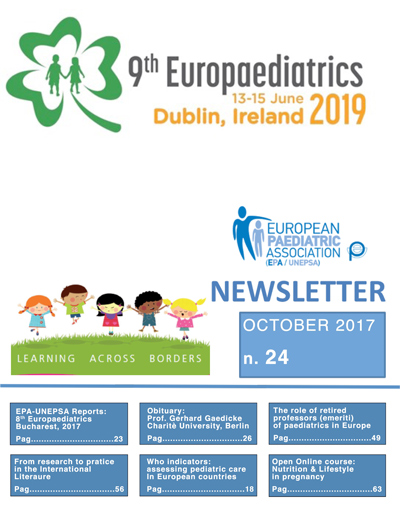 9th Europaediatrics
13-15 June
Dublin, Ireland 2019
EUROPEAN
PAEDIATRIC
ASSOCIATION
(EPA / UNEPSA)
NEWSLETTER
OCTOBER 2017
n. 24
LEARNING ACROSS BORDERS
EPA-UNEPSA Reports:
8th Europaediatrics
Bucharest, 2017
Pag.......................23
Obituary:
Prof. Gerhard Gaedicke
Charitè University, Berlin
Pag.......................26
The role of retired
professors (emeriti)
of paediatrics in Europe
Pag.......................49
From research to pratice
in the International
Literaure
Pag.......................56
Who indicators:
assessing pediatric care
In European countries
Pag.......................18
Open Online course:
Nutrition & Lifestyle
in pregnancy
Pag.......................63